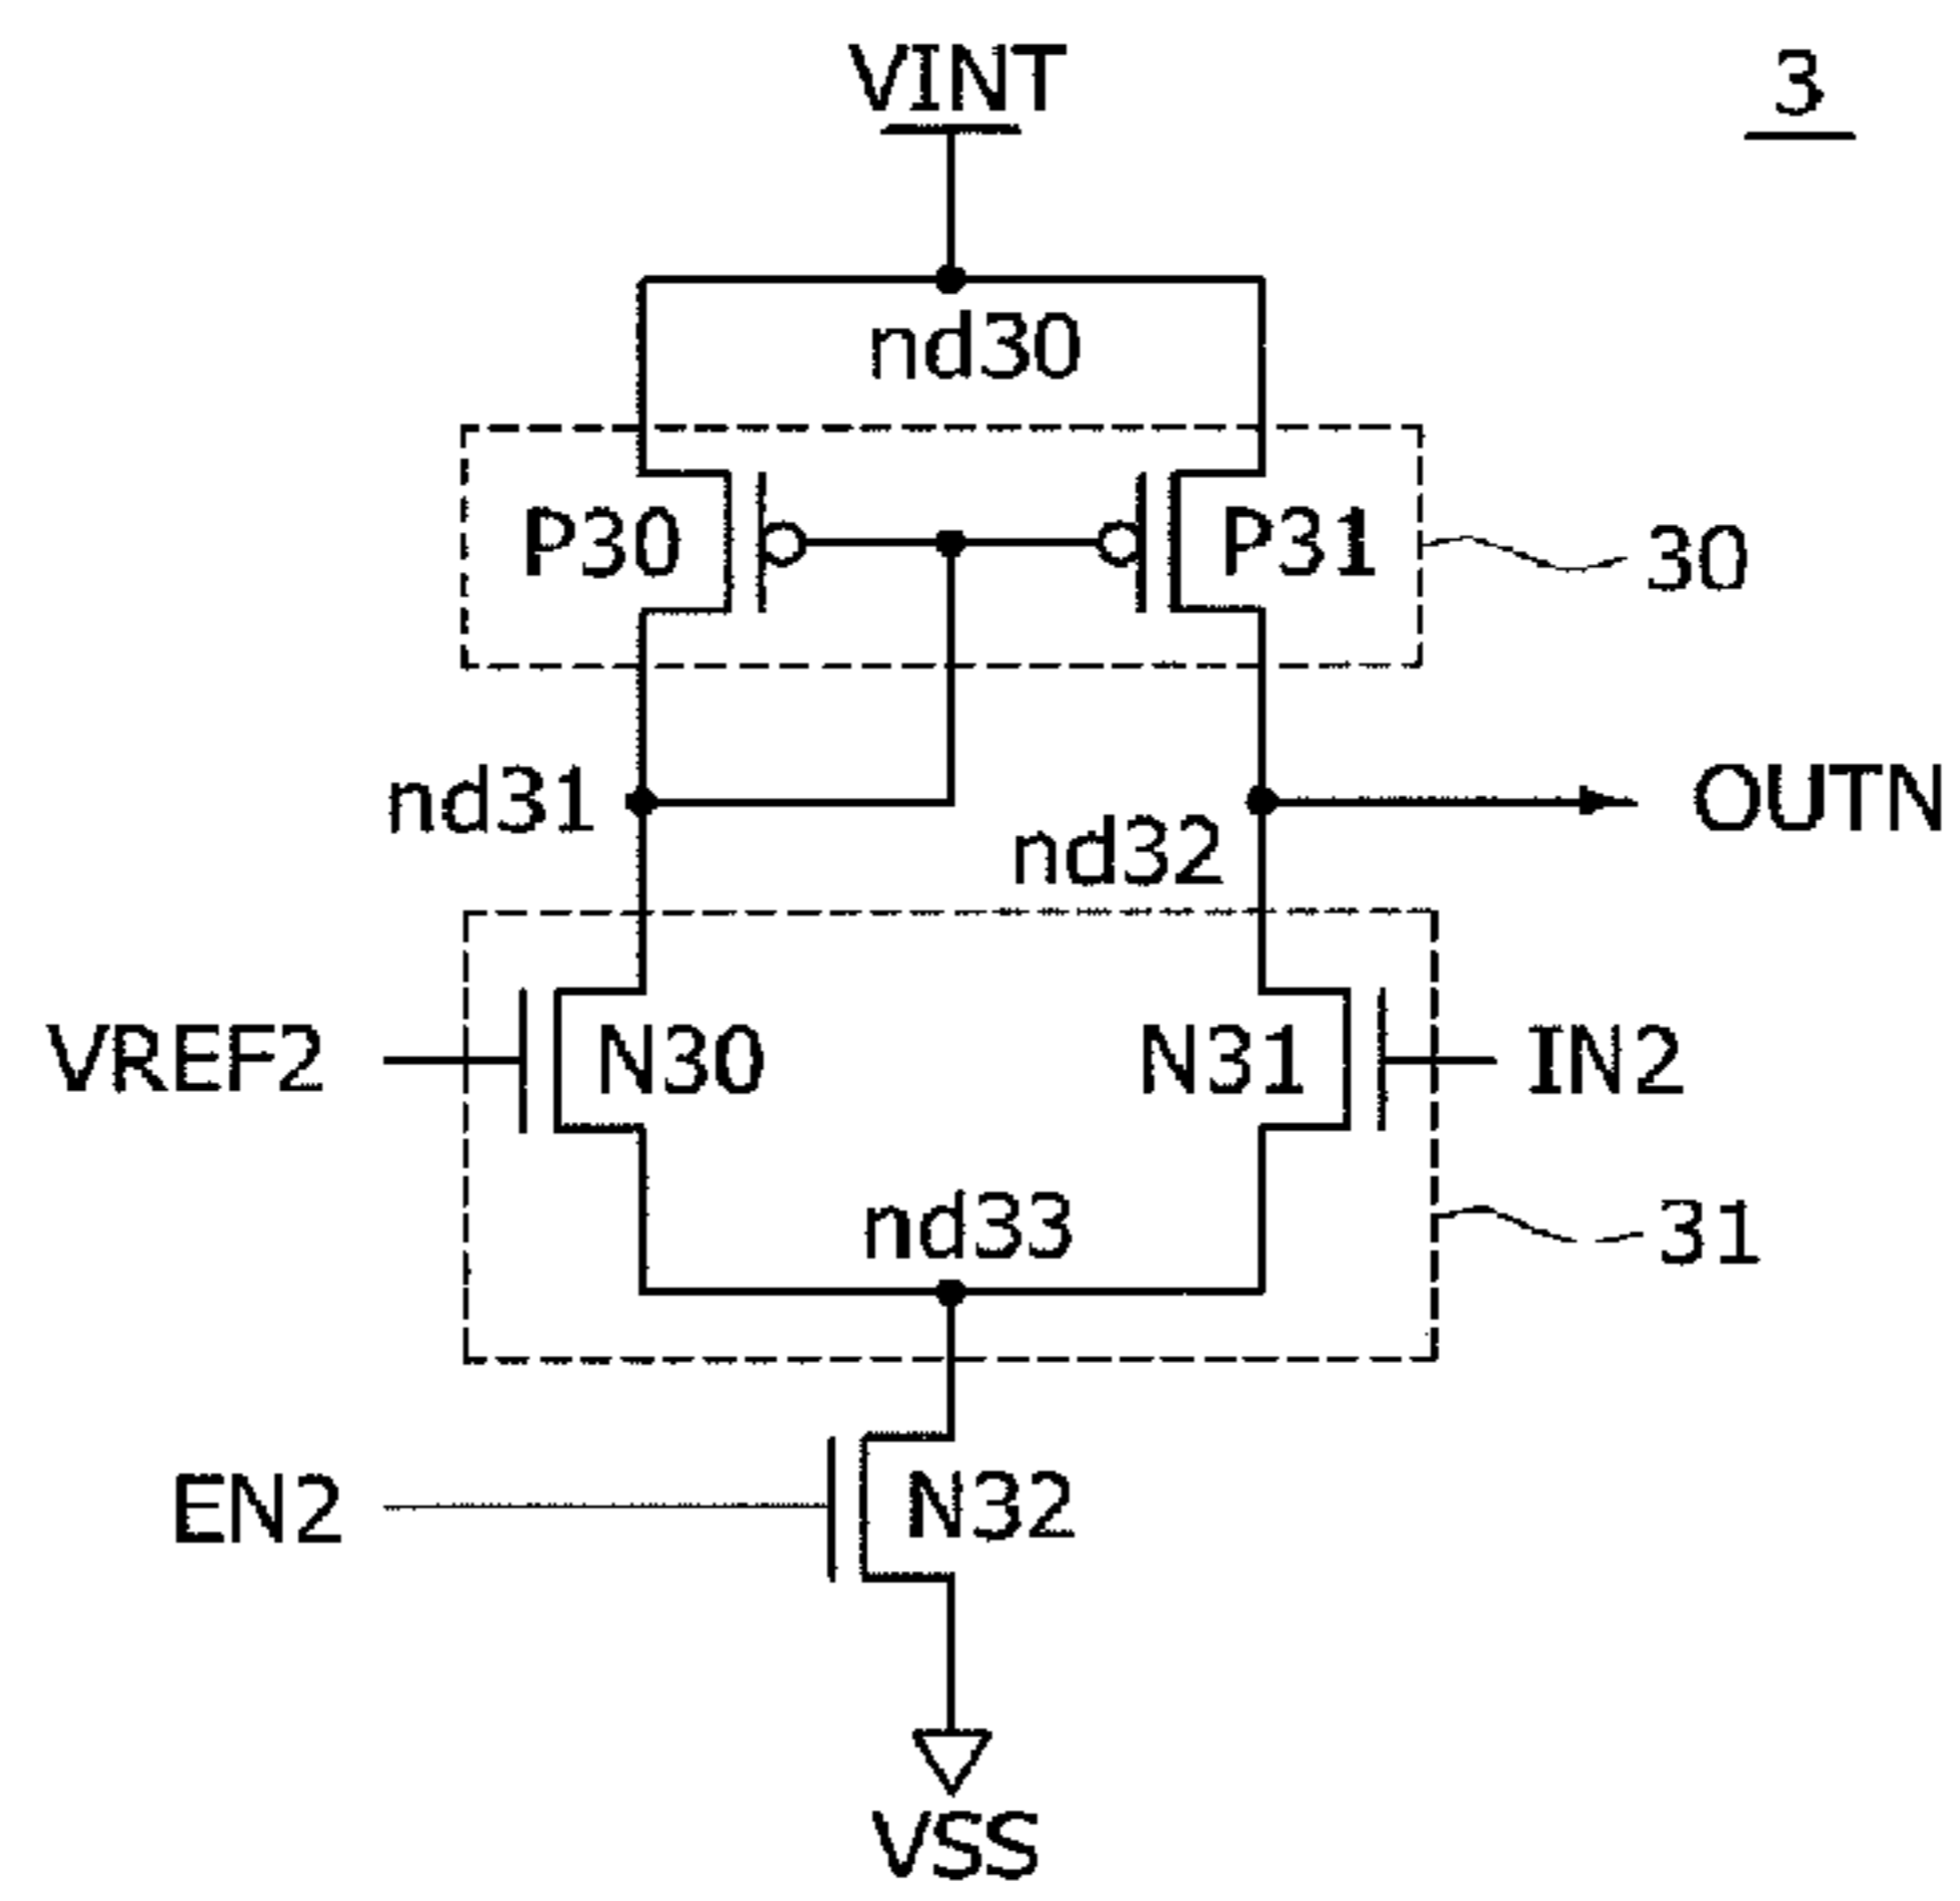 VINT
3
nd30
P30
P31
30
nd31
nd32
OUTN
VREF2
N30
N31
IN2
nd33
31
EN2
N32
VSS